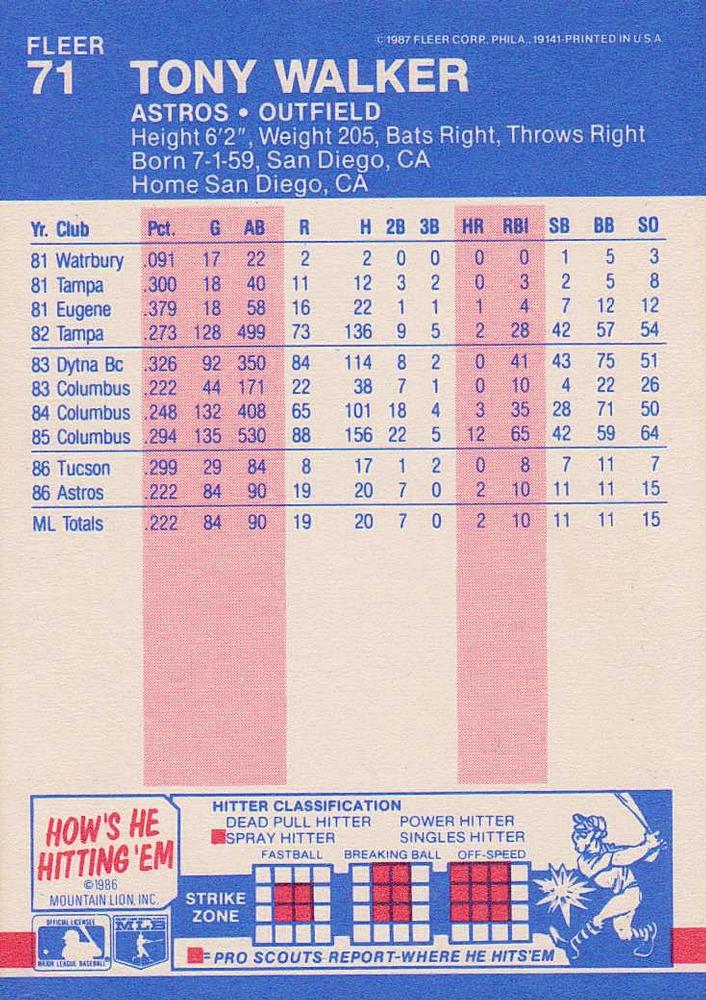 FLEER
71
© 1987 FLEER CORP., PHILA., 19141-PRINTED IN U.S.A.
TONY WALKER
ASTROS • OUTFIELD
Height 6'2", Weight 205, Bats Right, Throws Right
Born 7-1-59, San Diego, CA
Home San Diego, CA
Yr. Club Pct. G AB R H 2B 3B HR RBI SB BB SO
81 Watrbury .091 17 22 2 2 0 0 0 0 1 5 3
81 Tampa .300 18 40 11 12 3 2 0 3 2 5 8
81 Eugene .379 18 58 16 22 1 1 1 4 7 12 12
82 Tampa .273 128 499 73 136 9 5 2 28 42 57 54
83 Dytna Bc .326 92 350 84 114 8 2 0 41 43 75 51
83 Columbus .222 44 171 22 38 7 1 0 10 4 22 26
84 Columbus .248 132 408 65 101 18 4 3 35 28 71 50
85 Columbus .294 135 530 88 156 22 5 12 65 42 59 64
86 Tucson .299 29 84 8 17 1 2 0 8 7 11 7
86 Astros .222 84 90 19 20 7 0 2 10 11 11 15
ML Totals .222 84 90 19 20 7 0 2 10 11 11 15
HOW'S HE
HITTING 'EM
©1986
MOUNTAIN LION, INC.
OFFICIAL LICENSEE
MAJOR LEAGUE BASEBALL
MLB
HITTER CLASSIFICATION
DEAD PULL HITTER POWER HITTER
SPRAY HITTER SINGLES HITTER
FASTBALL BREAKING BALL OFF-SPEED
STRIKE
ZONE
= PRO SCOUTS REPORT-WHERE HE HITS'EM